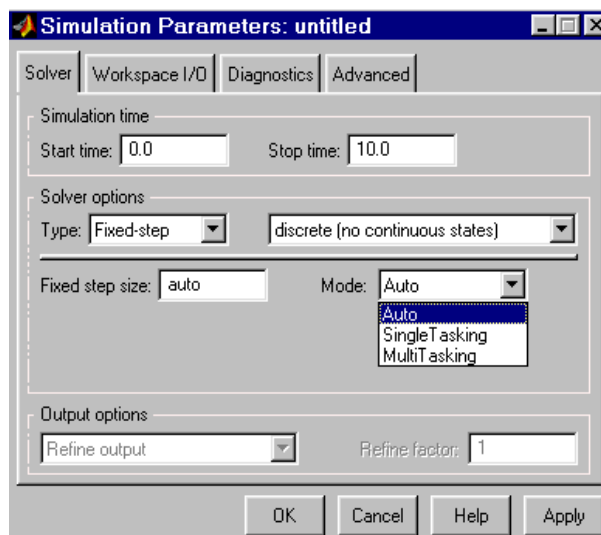 Simulation Parameters: untitled
Solver Workspace I/O Diagnostics Advanced
Simulation time
Start time: 0.0 Stop time: 10.0
Solver options
Type: Fixed-step discrete (no continuous states)
Fixed step size: auto Mode: Auto
Auto
SingleTasking
MultiTasking
Output options
Refine output Refine factor: 1
OK Cancel Help Apply